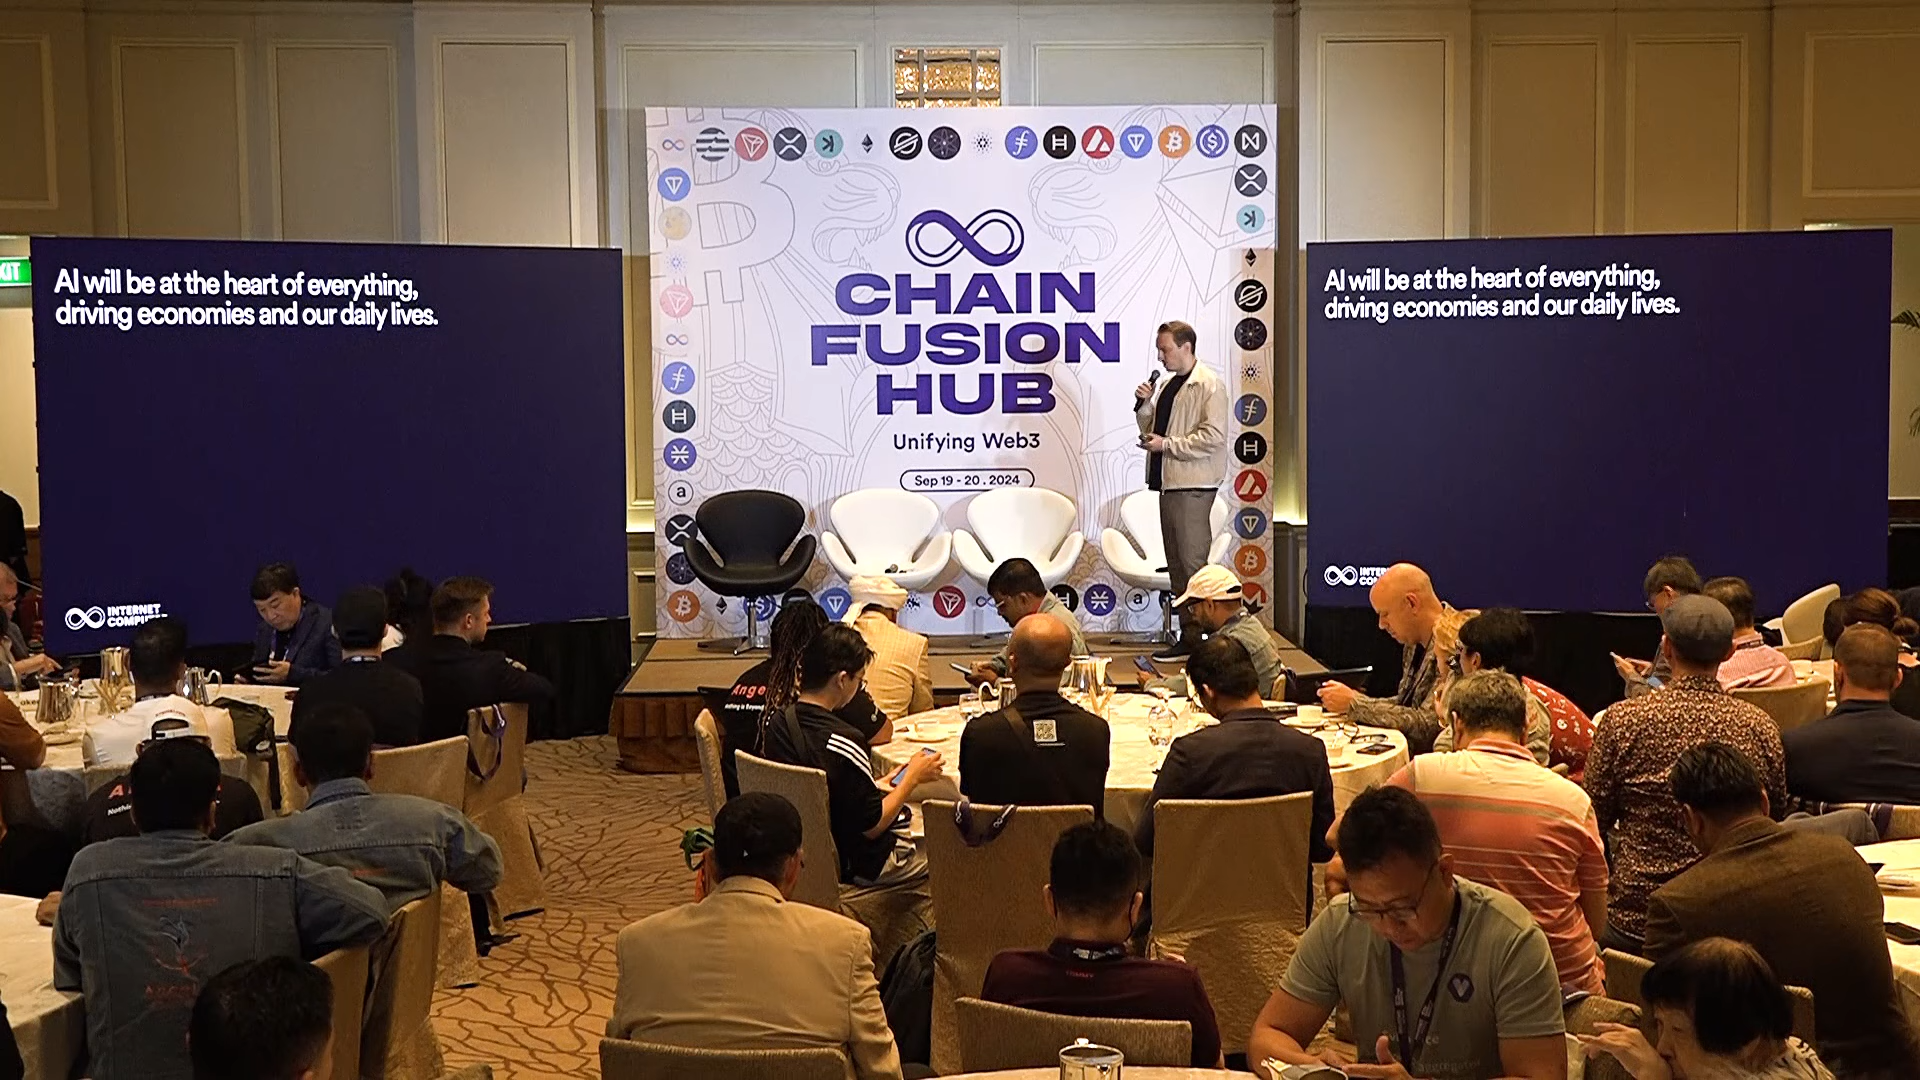 EXIT
AI will be at the heart of everything,
driving economies and our daily lives.
INTERNET
CHAIN
FUSION
HUB
Unifying Web3
Sep 19 - 20 . 2024
AI will be at the heart of everything,
driving economies and our daily lives.
a
a